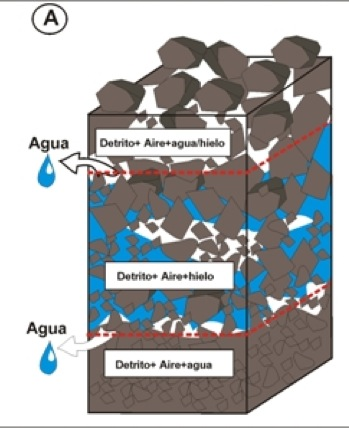 A
Detrito+ Aire+agua/hielo
Agua
Detrito+ Aire+hielo
Agua
Detrito+ Aire+agua